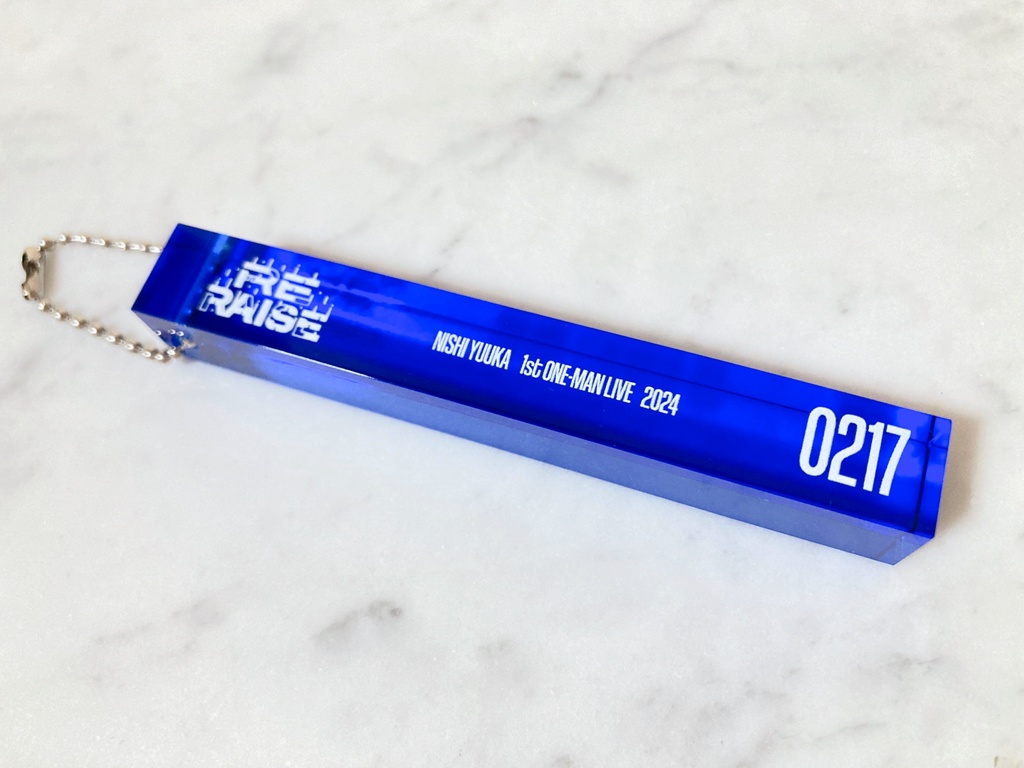 RE
RAISE
NISHI YUUKA 1st ONE-MAN LIVE 2024
0217